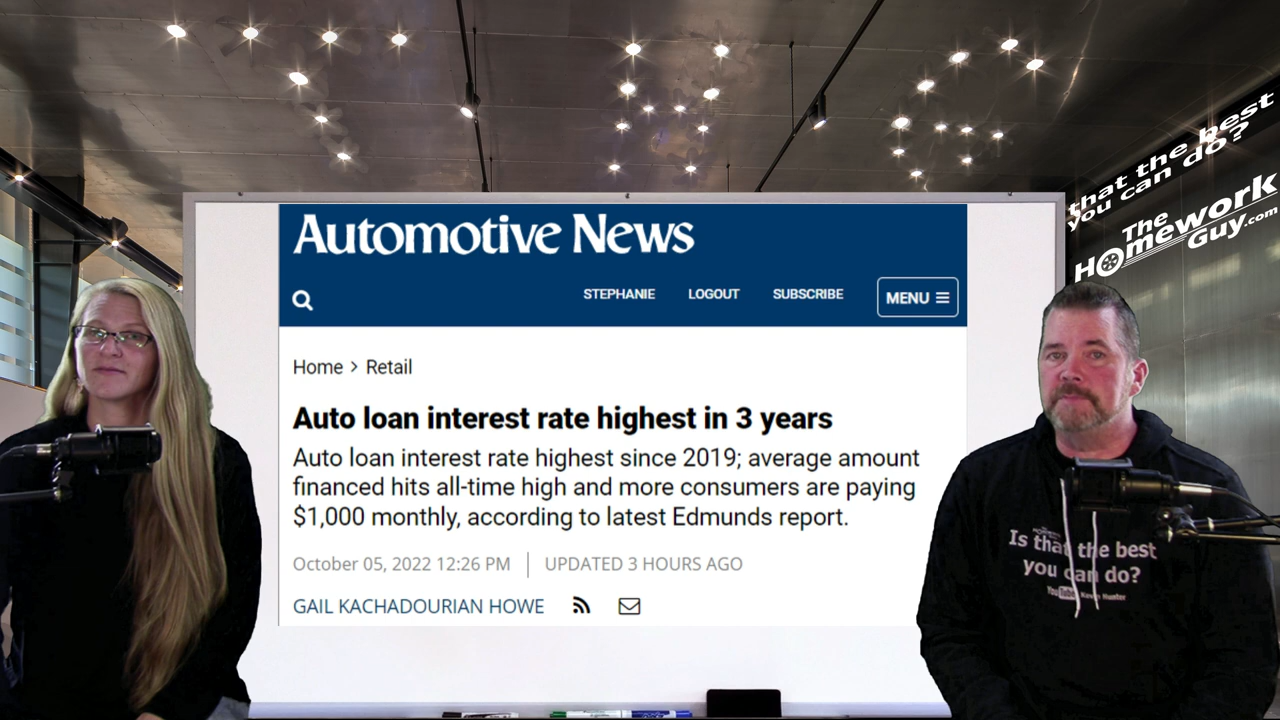 that the best
you can do?
The
Homework
Guy.com
Automotive News
STEPHANIE LOGOUT SUBSCRIBE MENU
Home > Retail
Auto loan interest rate highest in 3 years
Auto loan interest rate highest since 2019; average amount
financed hits all-time high and more consumers are paying
$1,000 monthly, according to latest Edmunds report.
October 05, 2022 12:26 PM | UPDATED 3 HOURS AGO
GAIL KACHADOURIAN HOWE
Is that the best
you can do?
YouTube Kevin Hunter